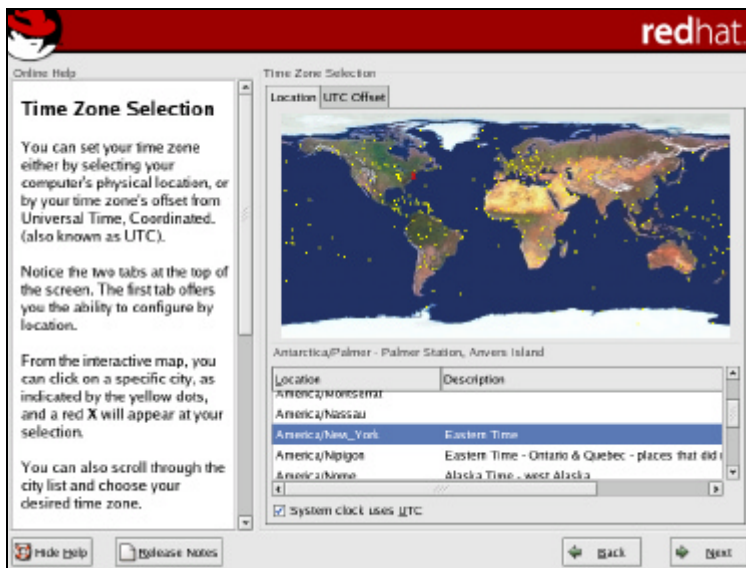 redhat.
Online Help
Time Zone Selection
You can set your time zone
either by selecting your
computer's physical location, or
by your time zone's offset from
Universal Time, Coordinated.
(also known as UTC).
Notice the two tabs at the top of
the screen. The first tab offers
you the ability to configure by
location.
From the interactive map, you
can click on a specific city, as
indicated by the yellow dots,
and a red X will appear at your
selection.
You can also scroll through the
city list and choose your
desired time zone.
Time Zone Selection
Location UTC Offset
Antarctica/Palmer - Palmer Station, Anvers Island
Location Description
America/Montserrat
America/Nassau
America/New_York Eastern Time
America/Nipigon Eastern Time - Ontario & Quebec - places that did
America/Nome Alaska Time - west Alaska
System clock uses UTC
Hide Help Release Notes Back Next